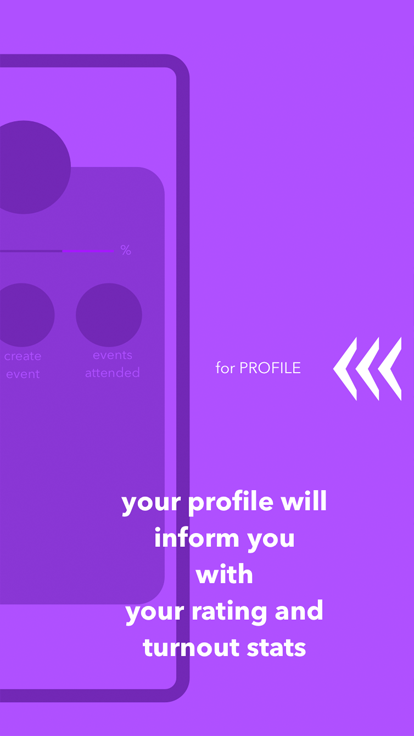 %
create
event
events
attended
for PROFILE
your profile will
inform you
with
your rating and
turnout stats